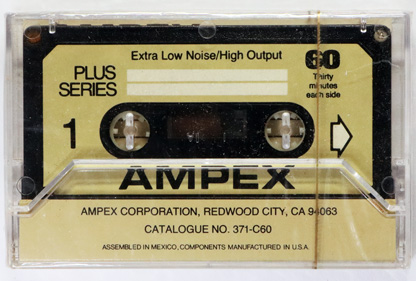 Extra Low Noise/High Output
PLUS
SERIES
60
Thirty
minutes
each side
1
AMPEX
AMPEX CORPORATION, REDWOOD CITY, CA 94063
CATALOGUE NO. 371-C60
ASSEMBLED IN MEXICO, COMPONENTS MANUFACTURED IN U.S.A.